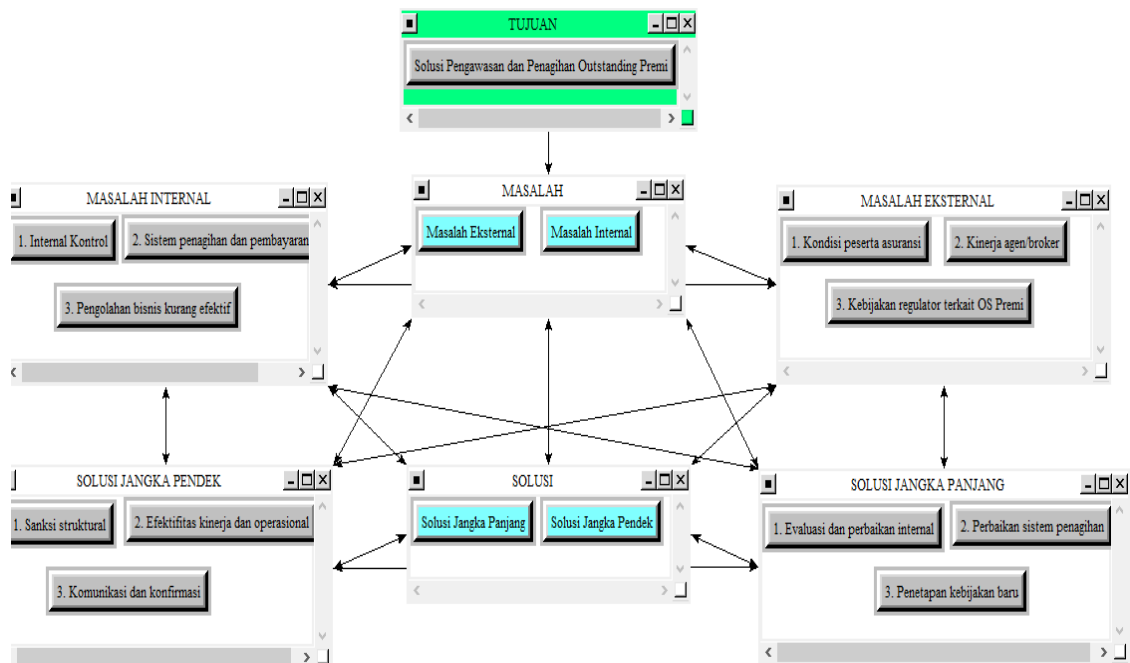 TUJUAN
Solusi Pengawasan dan Penagihan Outstanding Premi
MASALAH INTERNAL
1. Internal Kontrol
2. Sistem penagihan dan pembayaran
3. Pengolahan bisnis kurang efektif
MASALAH
Masalah Eksternal
Masalah Internal
MASALAH EKSTERNAL
1. Kondisi peserta asuransi
2. Kinerja agen/broker
3. Kebijakan regulator terkait OS Premi
SOLUSI JANGKA PENDEK
1. Sanksi struktural
2. Efektifitas kinerja dan operasional
3. Komunikasi dan konfirmasi
SOLUSI
Solusi Jangka Panjang
Solusi Jangka Pendek
SOLUSI JANGKA PANJANG
1. Evaluasi dan perbaikan internal
2. Perbaikan sistem penagihan
3. Penetapan kebijakan baru